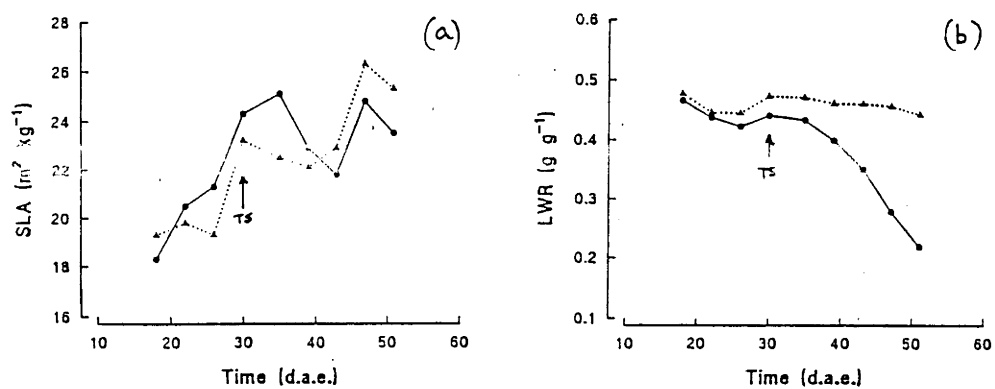 (a)
28
26
24
22
20
18
16
SLA (m² kg⁻¹)
TS
10 20 30 40 50 60
Time (d.a.e.)
(b)
0.6
0.5
0.4
0.3
0.2
0.1
LWR (g g⁻¹)
TS
10 20 30 40 50 60
Time (d.a.e.)